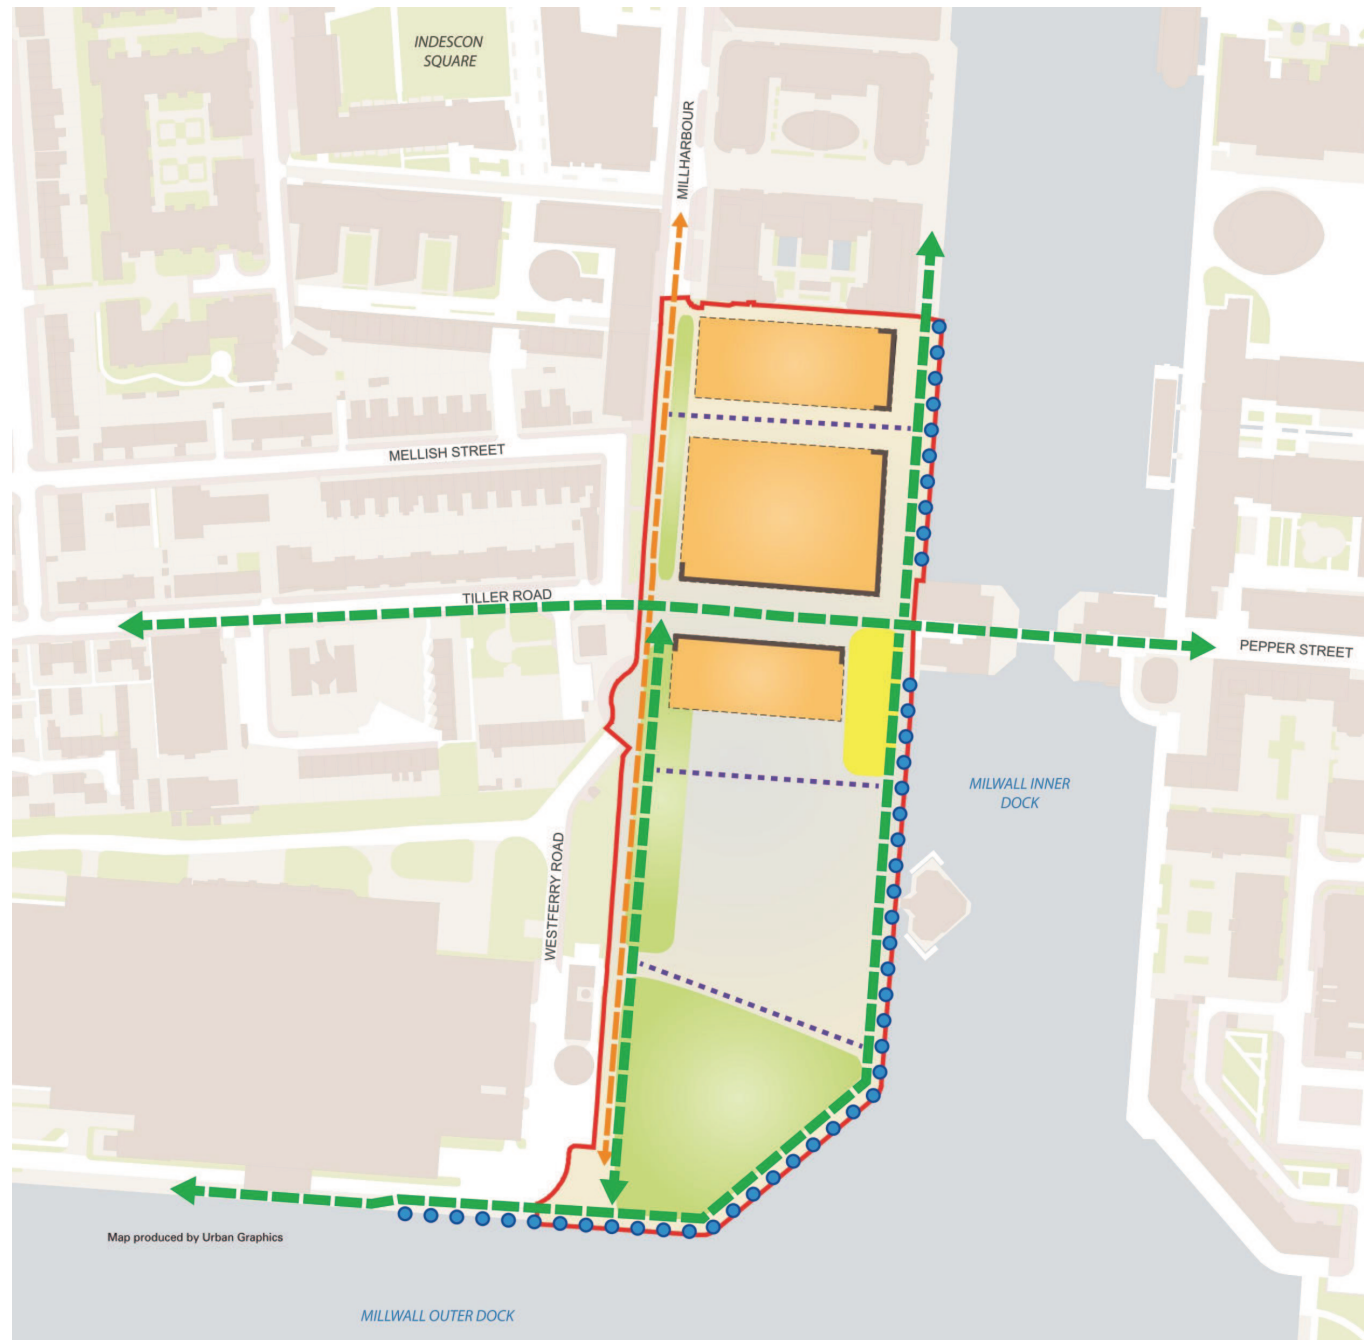 INDESCON
SQUARE
MILLHARBOUR
MELLISH STREET
TILLER ROAD
PEPPER STREET
MILWALL INNER
DOCK
WESTFERRY ROAD
Map produced by Urban Graphics
MILLWALL OUTER DOCK